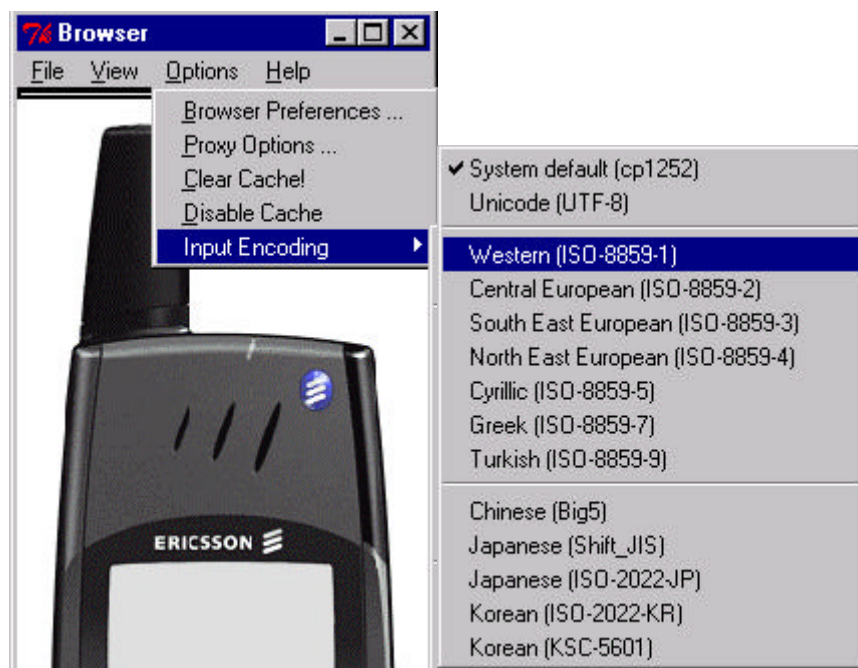 Browser
File View Options Help
Browser Preferences ...
Proxy Options ...
Clear Cache!
Disable Cache
Input Encoding
System default (cp1252)
Unicode (UTF-8)
Western (ISO-8859-1)
Central European (ISO-8859-2)
South East European (ISO-8859-3)
North East European (ISO-8859-4)
Cyrillic (ISO-8859-5)
Greek (ISO-8859-7)
Turkish (ISO-8859-9)
Chinese (Big5)
Japanese (Shift_JIS)
Japanese (ISO-2022-JP)
Korean (ISO-2022-KR)
Korean (KSC-5601)
ERICSSON